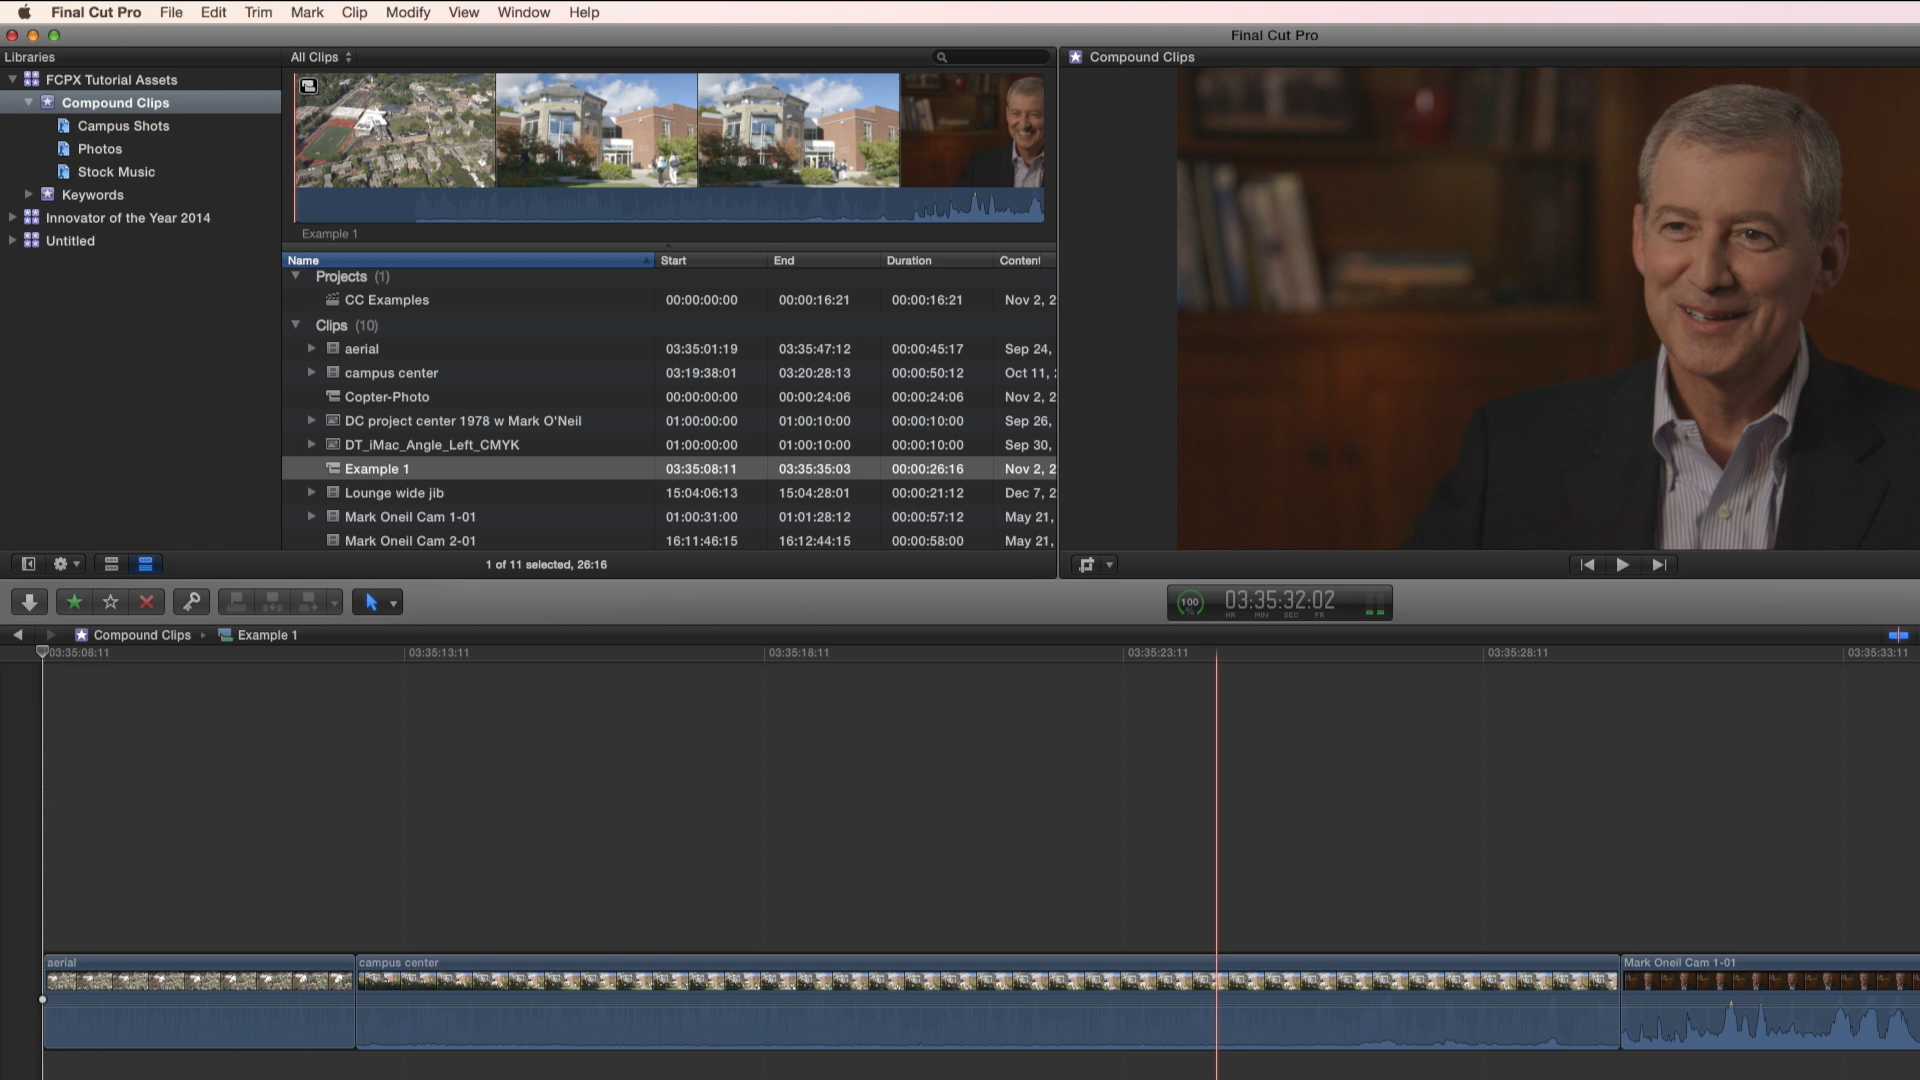 Final Cut Pro File Edit Trim Mark Clip Modify View Window Help
Final Cut Pro
Libraries
All Clips
Compound Clips
FCPX Tutorial Assets
Compound Clips
Campus Shots
Photos
Stock Music
Keywords
Innovator of the Year 2014
Untitled
Example 1
Name Start End Duration Content
Projects (1)
CC Examples 00:00:00:00 00:00:16:21 00:00:16:21 Nov 2, 2
Clips (10)
aerial 03:35:01:19 03:35:47:12 00:00:45:17 Sep 24,
campus center 03:19:38:01 03:20:28:13 00:00:50:12 Oct 11, :
Copter-Photo 00:00:00:00 00:00:24:06 00:00:24:06 Nov 2, 2
DC project center 1978 w Mark O'Neil 01:00:00:00 01:00:10:00 00:00:10:00 Sep 26,
DT_iMac_Angle_Left_CMYK 01:00:00:00 01:00:10:00 00:00:10:00 Sep 30,
Example 1 03:35:08:11 03:35:35:03 00:00:26:16 Nov 2, 2
Lounge wide jib 15:04:06:13 15:04:28:01 00:00:21:12 Dec 7, 2
Mark Oneil Cam 1-01 01:00:31:00 01:01:28:12 00:00:57:12 May 21,
Mark Oneil Cam 2-01 16:11:46:15 16:12:44:15 00:00:58:00 May 21,
1 of 11 selected, 26:16
100 % 03:35:32:02
HR MIN SEC FR
Compound Clips Example 1
03:35:08:11 03:35:13:11 03:35:18:11 03:35:23:11 03:35:28:11 03:35:33:11
aerial campus center Mark Oneil Cam 1-01